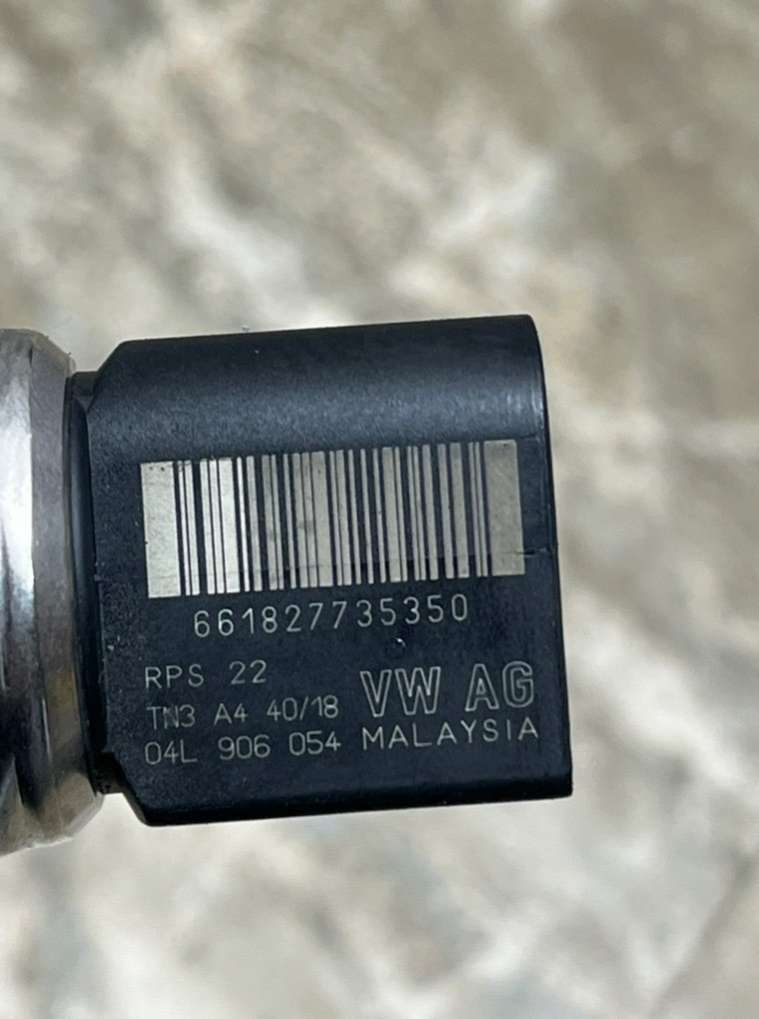 661827735350
RPS 22
TN3 A4 40/18 VW AG
04L 906 054 MALAYSIA